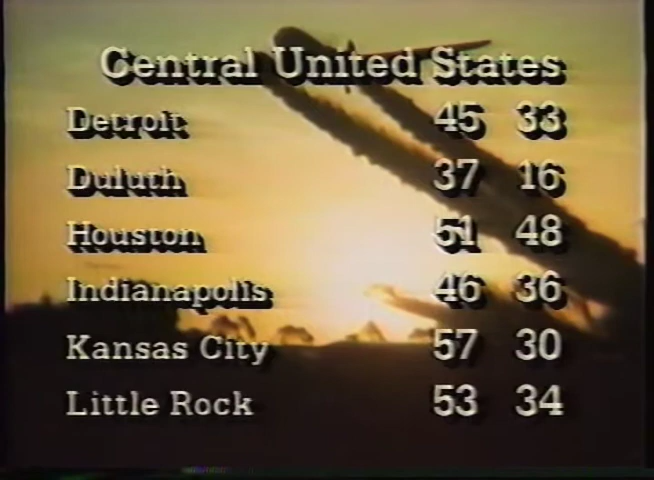 Central United States
Detroit 45 33
Duluth 37 16
Houston 51 48
Indianapolis 46 36
Kansas City 57 30
Little Rock 53 34